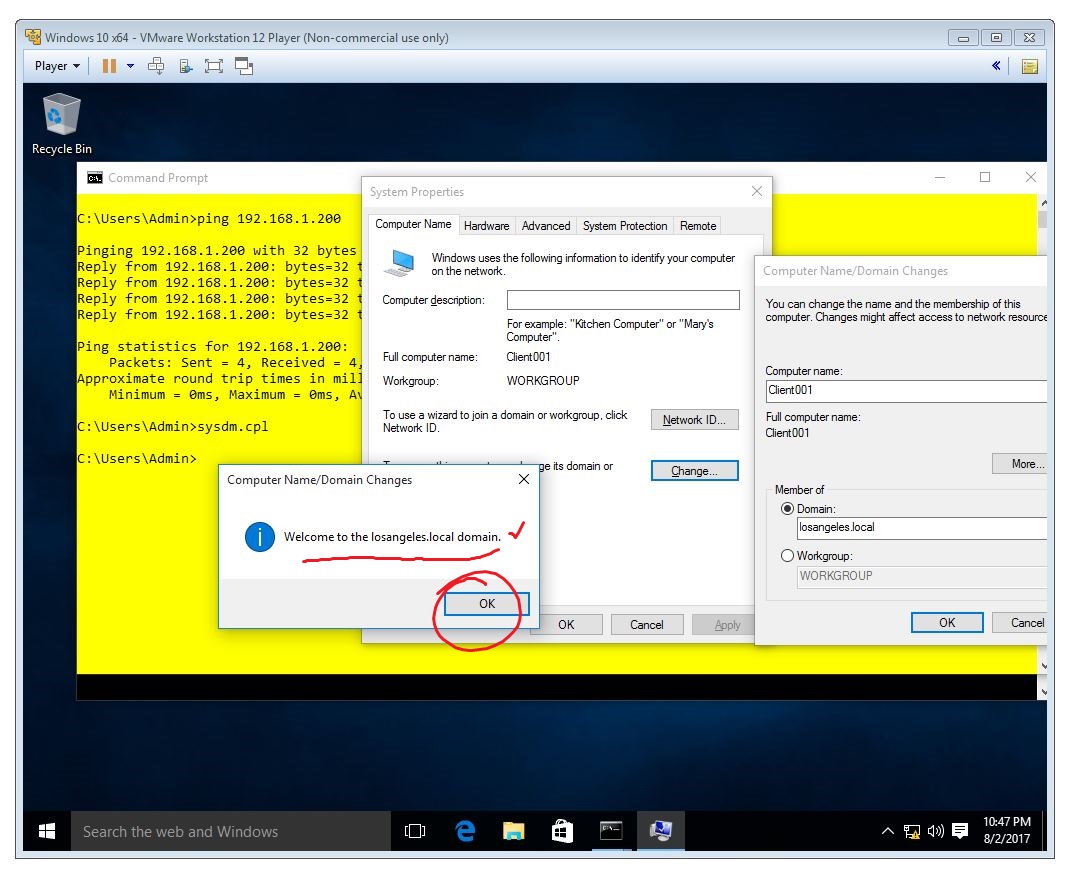 Windows 10 x64 - VMware Workstation 12 Player (Non-commercial use only)
Player
Recycle Bin
Command Prompt
C:\Users\Admin>ping 192.168.1.200
Pinging 192.168.1.200 with 32 bytes
Reply from 192.168.1.200: bytes=32 t
Reply from 192.168.1.200: bytes=32 t
Reply from 192.168.1.200: bytes=32 t
Reply from 192.168.1.200: bytes=32 t
Ping statistics for 192.168.1.200:
Packets: Sent = 4, Received = 4,
Approximate round trip times in mill
Minimum = 0ms, Maximum = 0ms, Av
C:\Users\Admin>sysdm.cpl
C:\Users\Admin>
System Properties
Computer Name Hardware Advanced System Protection Remote
Windows uses the following information to identify your computer
on the network.
Computer description:
For example: "Kitchen Computer" or "Mary's
Computer".
Full computer name: Client001
Workgroup: WORKGROUP
To use a wizard to join a domain or workgroup, click
Network ID.
Network ID...
its domain or
Change...
OK Cancel Apply
Computer Name/Domain Changes
You can change the name and the membership of this
computer. Changes might affect access to network resource
Computer name:
Client001
Full computer name:
Client001
More...
Member of
Domain:
losangeles.local
Workgroup:
WORKGROUP
OK Cancel
Computer Name/Domain Changes
Welcome to the losangeles.local domain.
OK
Search the web and Windows
10:47 PM
8/2/2017